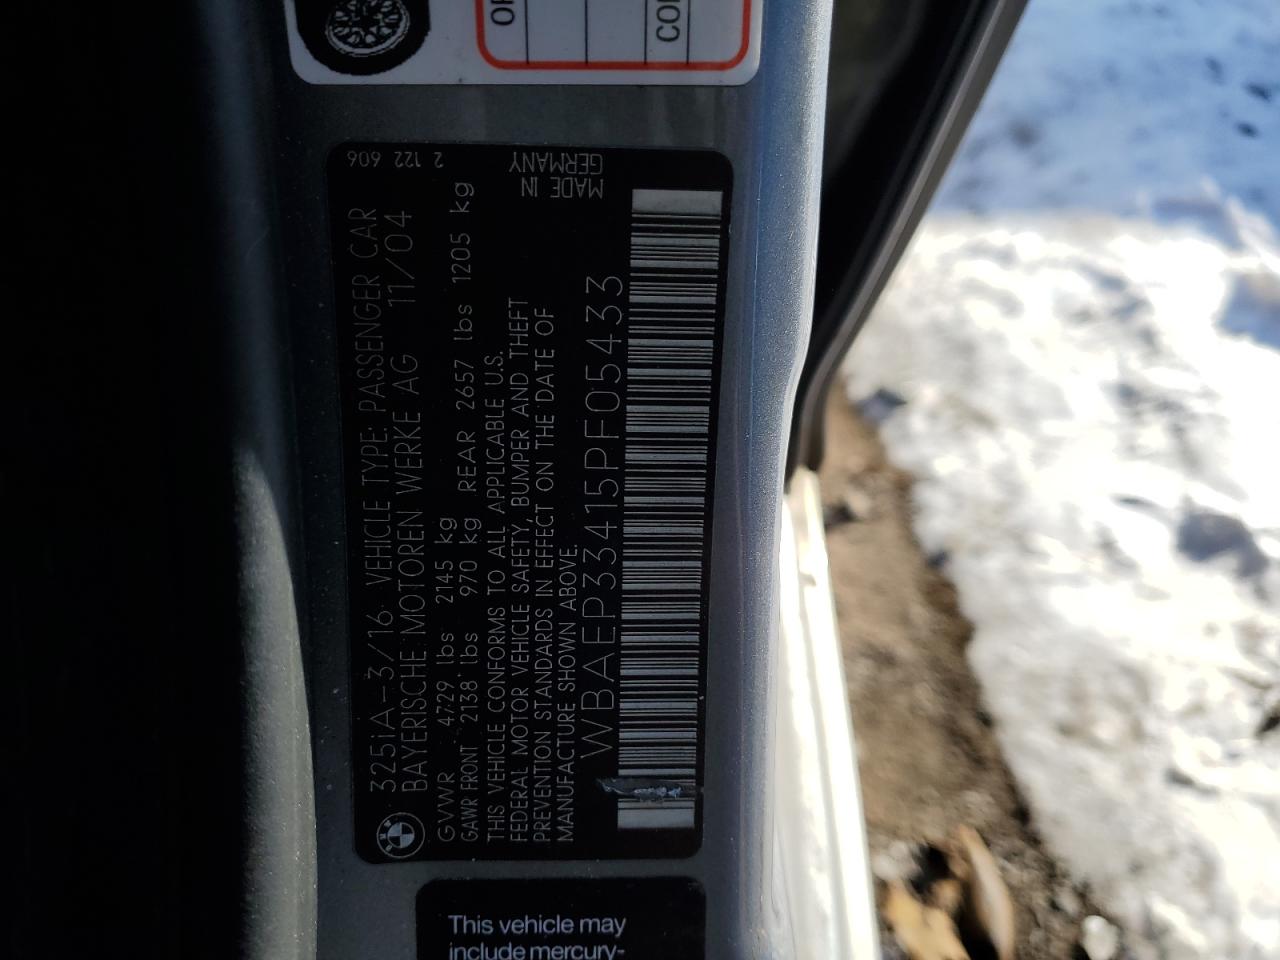 OR
COL
325iA-3/16 VEHICLE TYPE: PASSENGER CAR
BAYERISCHE MOTOREN WERKE AG 11/04
GVWR 4729 lbs 2145 kg
GAWR FRONT 2138 lbs 970 kg REAR 2657 lbs 1205 kg
THIS VEHICLE CONFORMS TO ALL APPLICABLE U.S.
FEDERAL MOTOR VEHICLE SAFETY, BUMPER AND THEFT
PREVENTION STANDARDS IN EFFECT ON THE DATE OF
MANUFACTURE SHOWN ABOVE.
WBAEP33415PF05433
2 122 606
MADE IN
GERMANY
This vehicle may
include mercury-